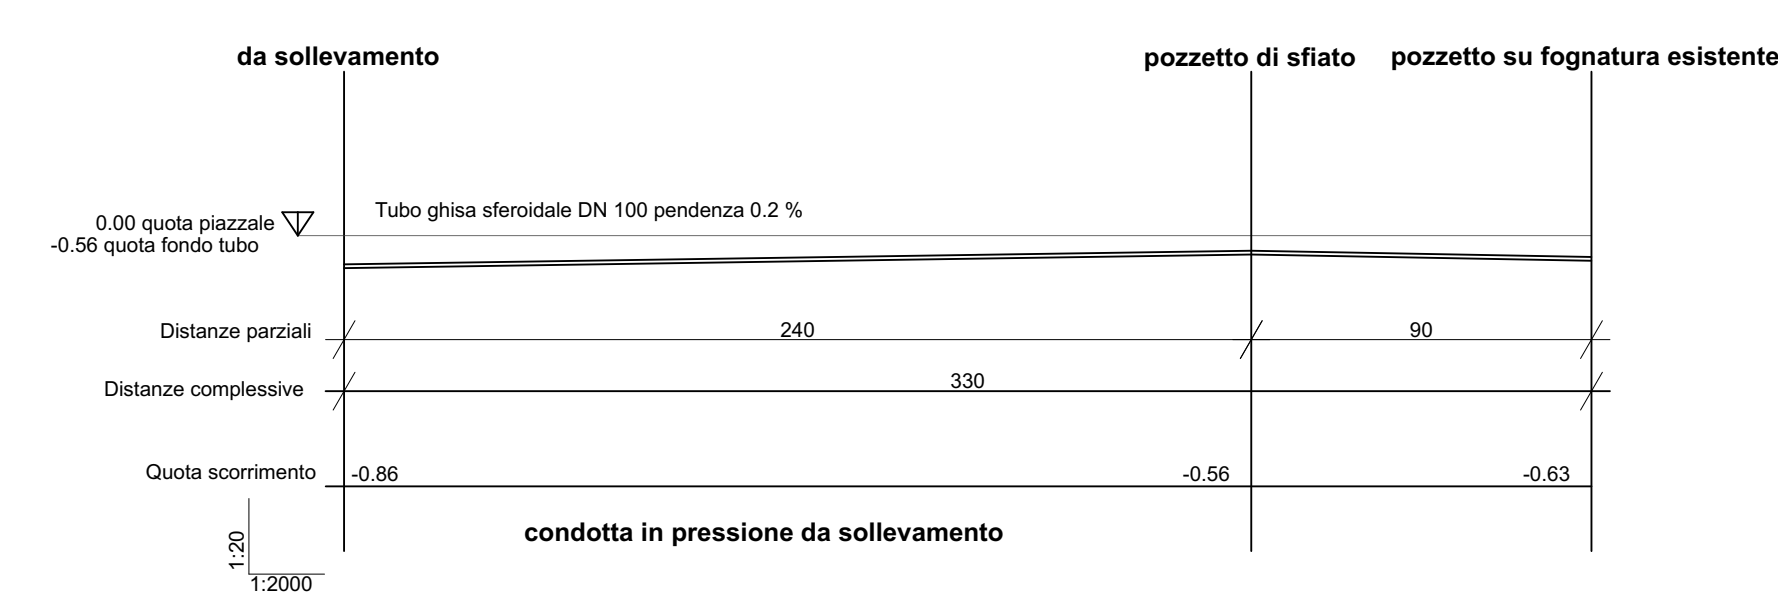 da sollevamento
pozzetto di sfiato
pozzetto su fognatura esistente
Tubo ghisa sferoidale DN 100 pendenza 0.2 %
0.00 quota piazzale
-0.56 quota fondo tubo
Distanze parziali
240
90
Distanze complessive
330
Quota scorrimento
-0.86
-0.56
-0.63
condotta in pressione da sollevamento
1:20
1:2000